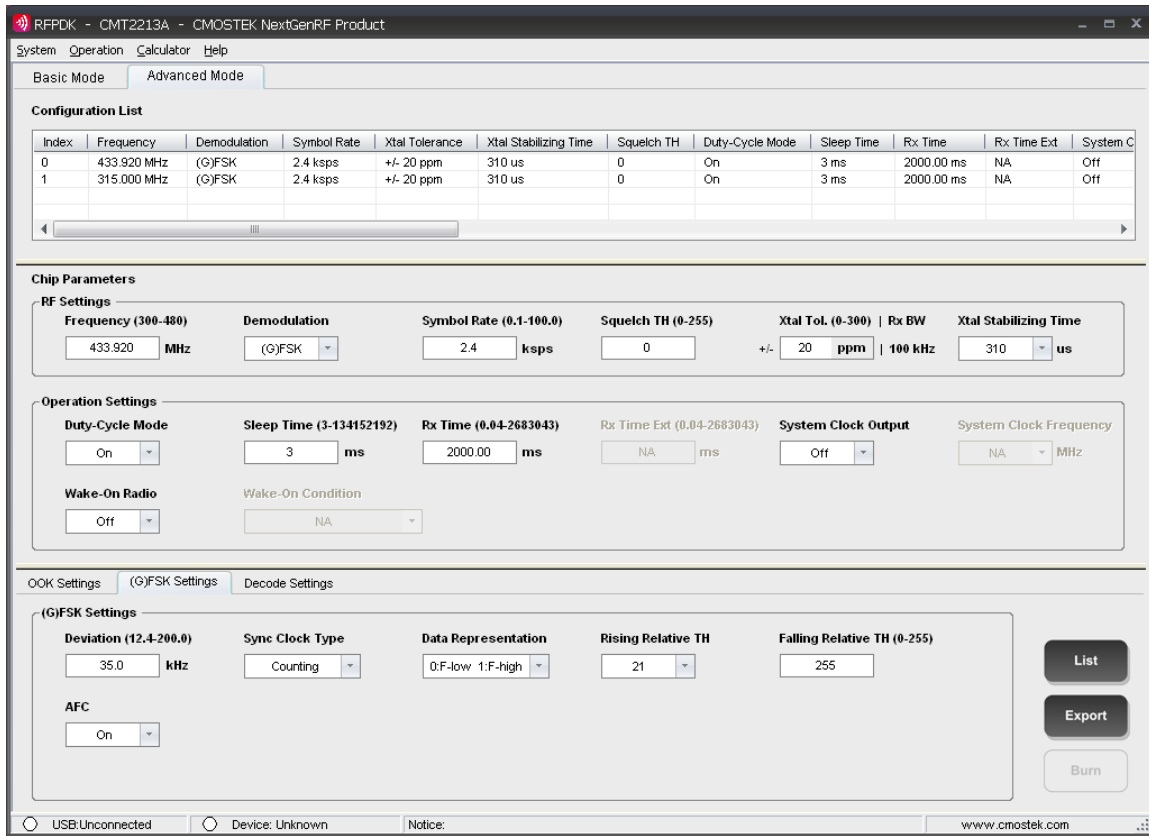 RFPDK - CMT2213A - CMOSTEK NextGenRF Product
System Operation Calculator Help
Basic Mode Advanced Mode
Configuration List
Index Frequency Demodulation Symbol Rate Xtal Tolerance Xtal Stabilizing Time Squelch TH Duty-Cycle Mode Sleep Time Rx Time Rx Time Ext System C
0 433.920 MHz (G)FSK 2.4 ksps +/- 20 ppm 310 us 0 On 3 ms 2000.00 ms NA Off
1 315.000 MHz (G)FSK 2.4 ksps +/- 20 ppm 310 us 0 On 3 ms 2000.00 ms NA Off
Chip Parameters
RF Settings
Frequency (300-480) Demodulation Symbol Rate (0.1-100.0) Squelch TH (0-255) Xtal Tol. (0-300) | Rx BW Xtal Stabilizing Time
433.920 MHz (G)FSK 2.4 ksps 0 +/- 20 ppm | 100 kHz 310 us
Operation Settings
Duty-Cycle Mode Sleep Time (3-134152192) Rx Time (0.04-2683043) Rx Time Ext (0.04-2683043) System Clock Output System Clock Frequency
On 3 ms 2000.00 ms NA ms Off NA MHz
Wake-On Radio Wake-On Condition
Off NA
OOK Settings (G)FSK Settings Decode Settings
(G)FSK Settings
Deviation (12.4-200.0) Sync Clock Type Data Representation Rising Relative TH Falling Relative TH (0-255)
35.0 kHz Counting 0:F-low 1:F-high 21 255
List
AFC
On
Export
Burn
USB:Unconnected Device: Unknown Notice: www.cmostek.com